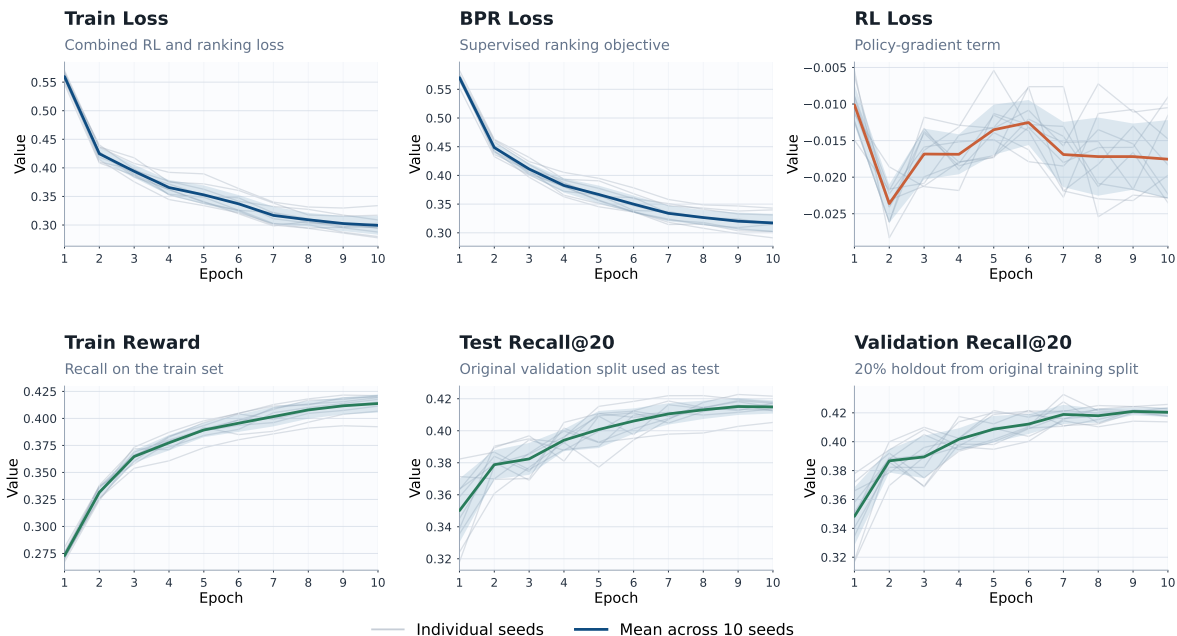 Train Loss
Combined RL and ranking loss
Value
0.55
0.50
0.45
0.40
0.35
0.30
1 2 3 4 5 6 7 8 9 10
Epoch
BPR Loss
Supervised ranking objective
Value
0.55
0.50
0.45
0.40
0.35
0.30
1 2 3 4 5 6 7 8 9 10
Epoch
RL Loss
Policy-gradient term
Value
−0.005
−0.010
−0.015
−0.020
−0.025
1 2 3 4 5 6 7 8 9 10
Epoch
Train Reward
Recall on the train set
Value
0.425
0.400
0.375
0.350
0.325
0.300
0.275
1 2 3 4 5 6 7 8 9 10
Epoch
Test Recall@20
Original validation split used as test
Value
0.42
0.40
0.38
0.36
0.34
0.32
1 2 3 4 5 6 7 8 9 10
Epoch
Validation Recall@20
20% holdout from original training split
Value
0.42
0.40
0.38
0.36
0.34
0.32
1 2 3 4 5 6 7 8 9 10
Epoch
Individual seeds
Mean across 10 seeds